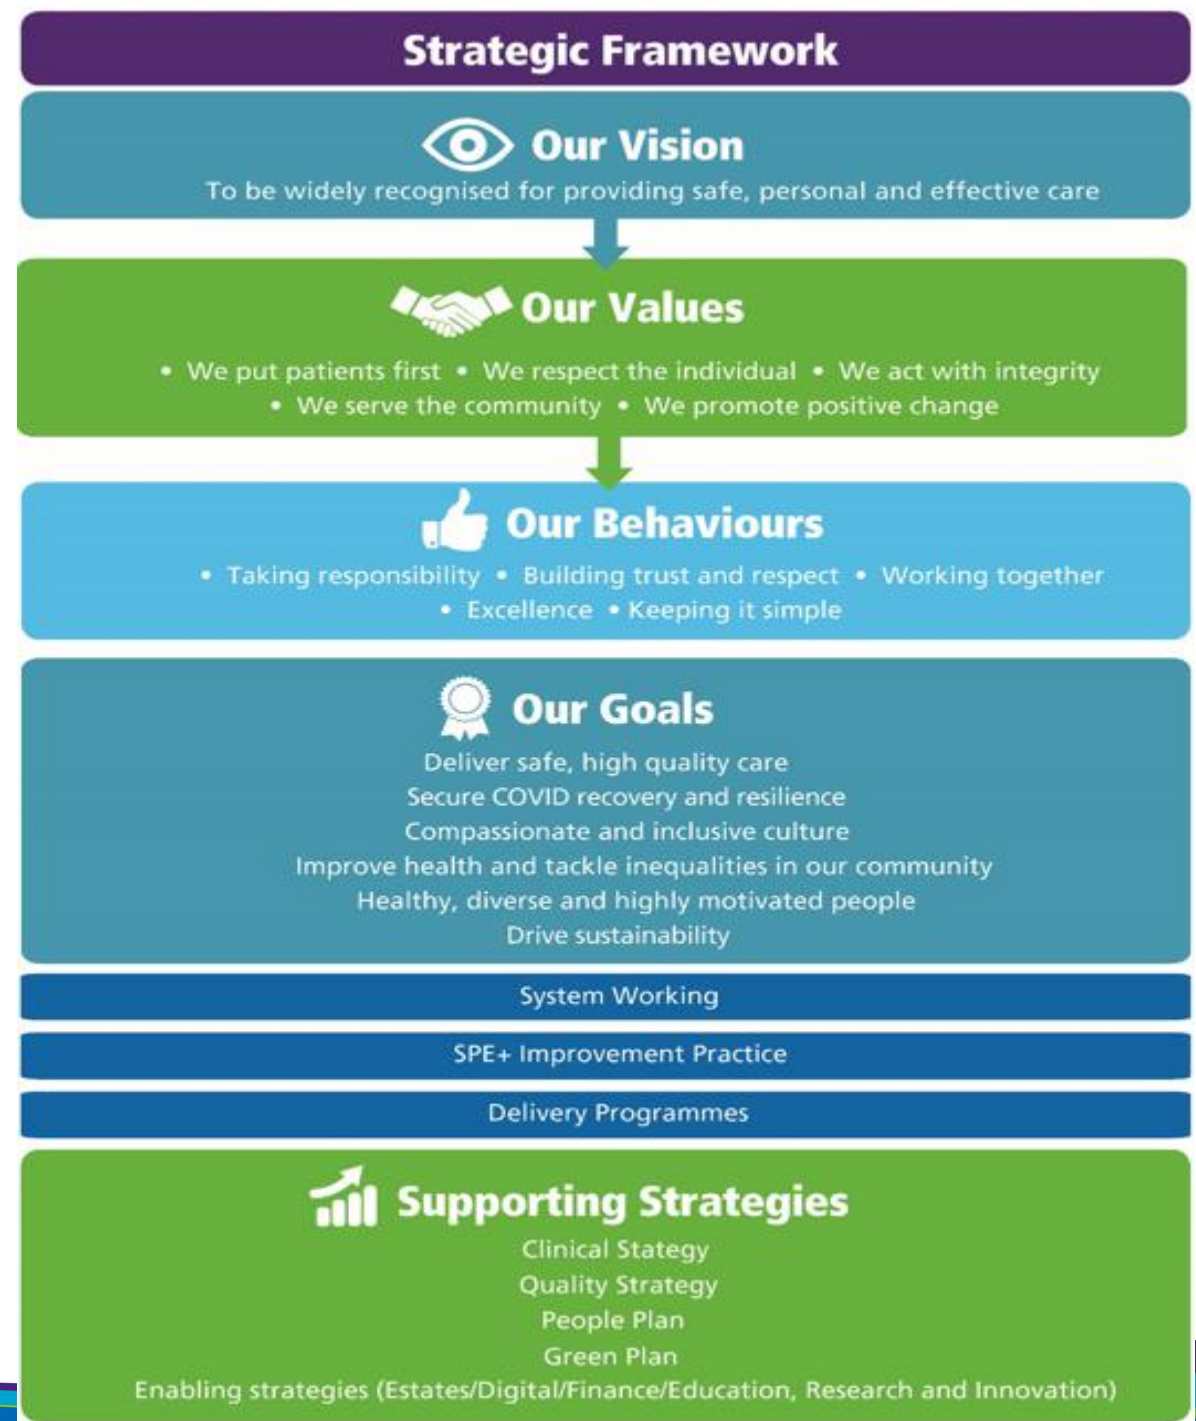 Strategic Framework
Our Vision
To be widely recognised for providing safe, personal and effective care
Our Values
• We put patients first • We respect the individual • We act with integrity
• We serve the community • We promote positive change
Our Behaviours
• Taking responsibility • Building trust and respect • Working together
• Excellence • Keeping it simple
Our Goals
Deliver safe, high quality care
Secure COVID recovery and resilience
Compassionate and inclusive culture
Improve health and tackle inequalities in our community
Healthy, diverse and highly motivated people
Drive sustainability
System Working
SPE+ Improvement Practice
Delivery Programmes
Supporting Strategies
Clinical Stategy
Quality Strategy
People Plan
Green Plan
Enabling strategies (Estates/Digital/Finance/Education, Research and Innovation)